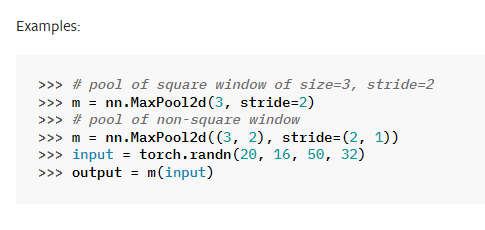 Examples:
>>> # pool of square window of size=3, stride=2
>>> m = nn.MaxPool2d(3, stride=2)
>>> # pool of non-square window
>>> m = nn.MaxPool2d((3, 2), stride=(2, 1))
>>> input = torch.randn(20, 16, 50, 32)
>>> output = m(input)